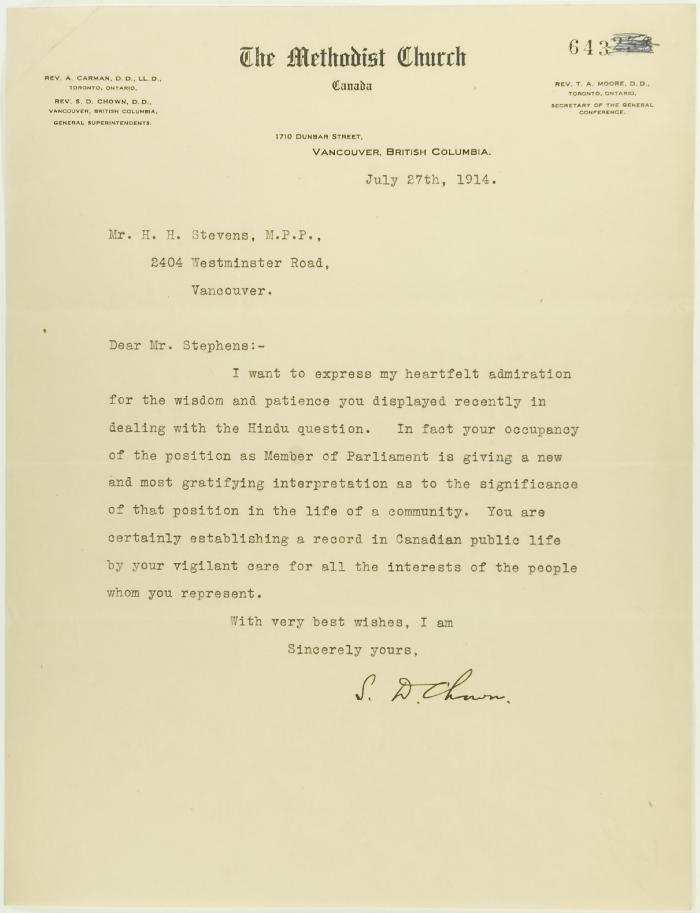 643
The Methodist Church
Canada
REV. A. CARMAN, D.D., LL.D.,
TORONTO, ONTARIO,
REV. S. D. CHOWN, D.D.,
VANCOUVER, BRITISH COLUMBIA,
GENERAL SUPERINTENDENTS.
REV. T. A. MOORE, D.D.,
TORONTO, ONTARIO,
SECRETARY OF THE GENERAL
CONFERENCE.
1710 DUNBAR STREET,
VANCOUVER, BRITISH COLUMBIA.
July 27th, 1914.
Mr. H. H. Stevens, M.P.P.,
2404 Westminster Road,
Vancouver.
Dear Mr. Stephens:-
I want to express my heartfelt admiration
for the wisdom and patience you displayed recently in
dealing with the Hindu question. In fact your occupancy
of the position as Member of Parliament is giving a new
and most gratifying interpretation as to the significance
of that position in the life of a community. You are
certainly establishing a record in Canadian public life
by your vigilant care for all the interests of the people
whom you represent.
With very best wishes, I am
Sincerely yours,
S. D. Chown.